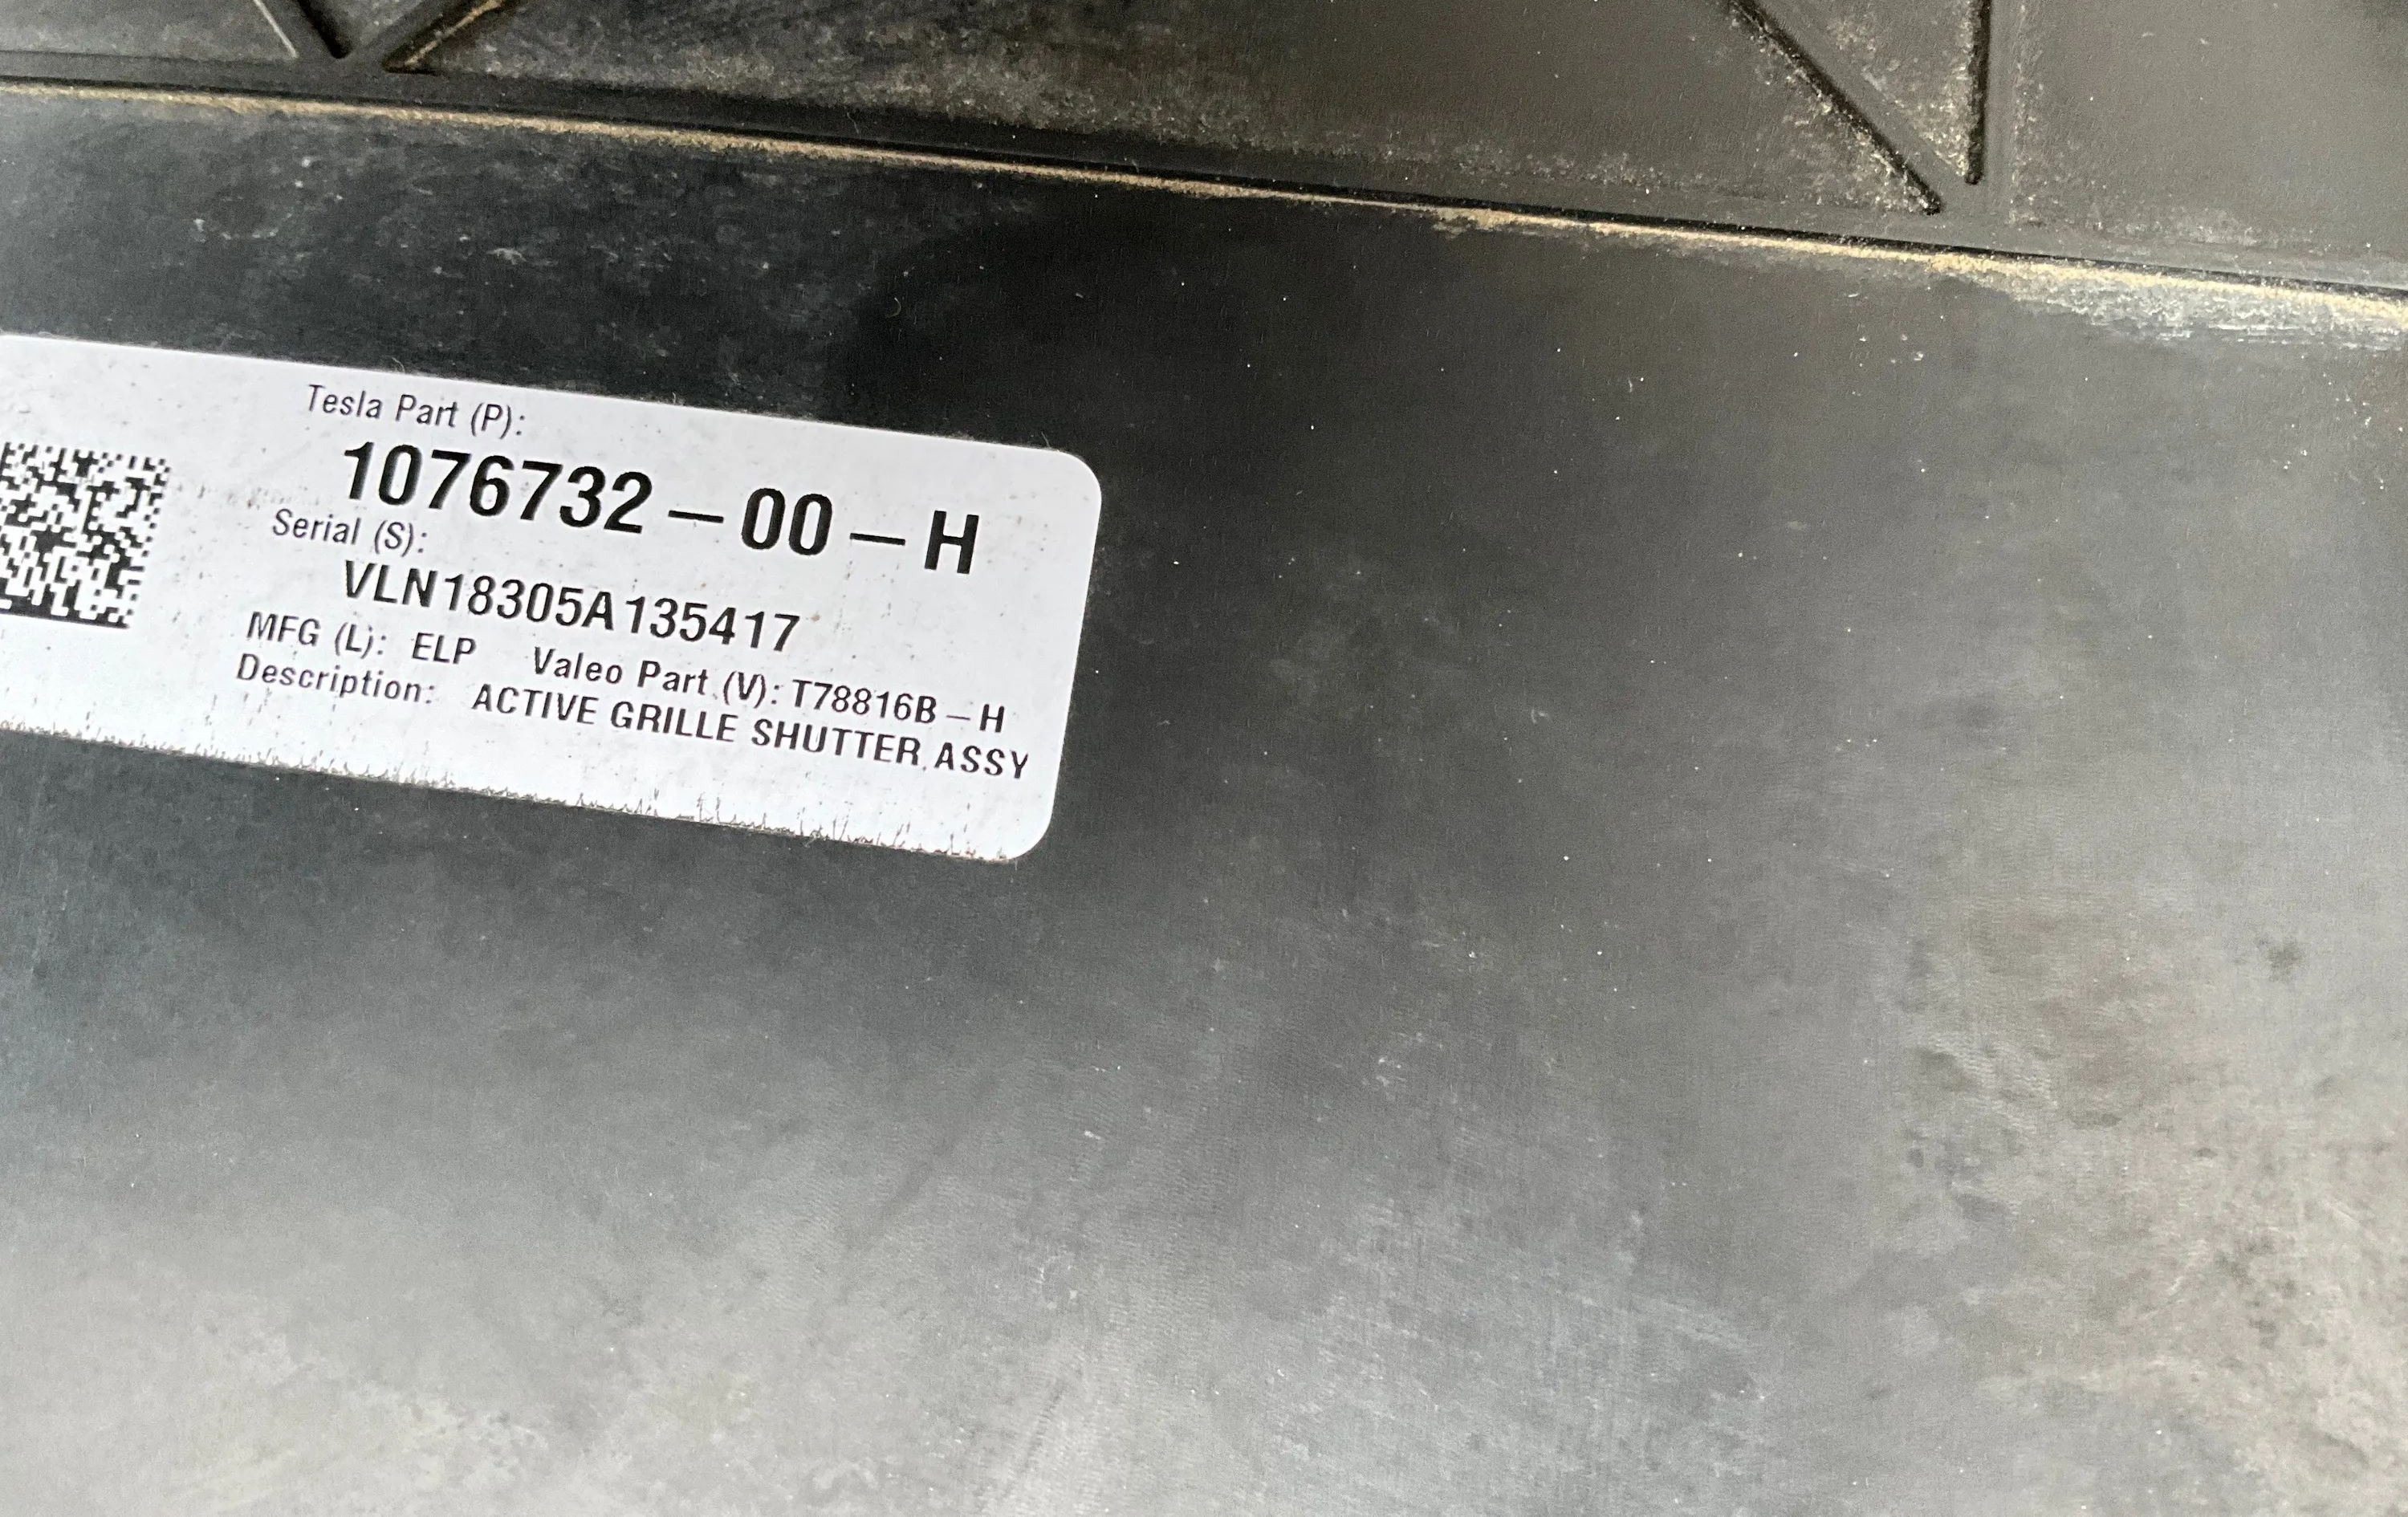 Tesla Part (P):
1076732-00-H
Serial (S):
VLN18305A135417
MFG (L): ELP Valeo Part (V): T78816B-H
Description: ACTIVE GRILLE SHUTTER ASSY